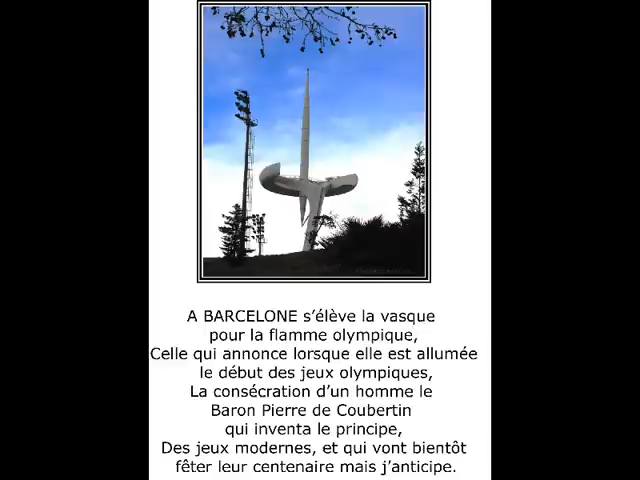 A BARCELONE s’élève la vasque
pour la flamme olympique,
Celle qui annonce lorsque elle est allumée
le début des jeux olympiques,
La consécration d’un homme le
Baron Pierre de Coubertin
qui inventa le principe,
Des jeux modernes, et qui vont bientôt
fêter leur centenaire mais j’anticipe.